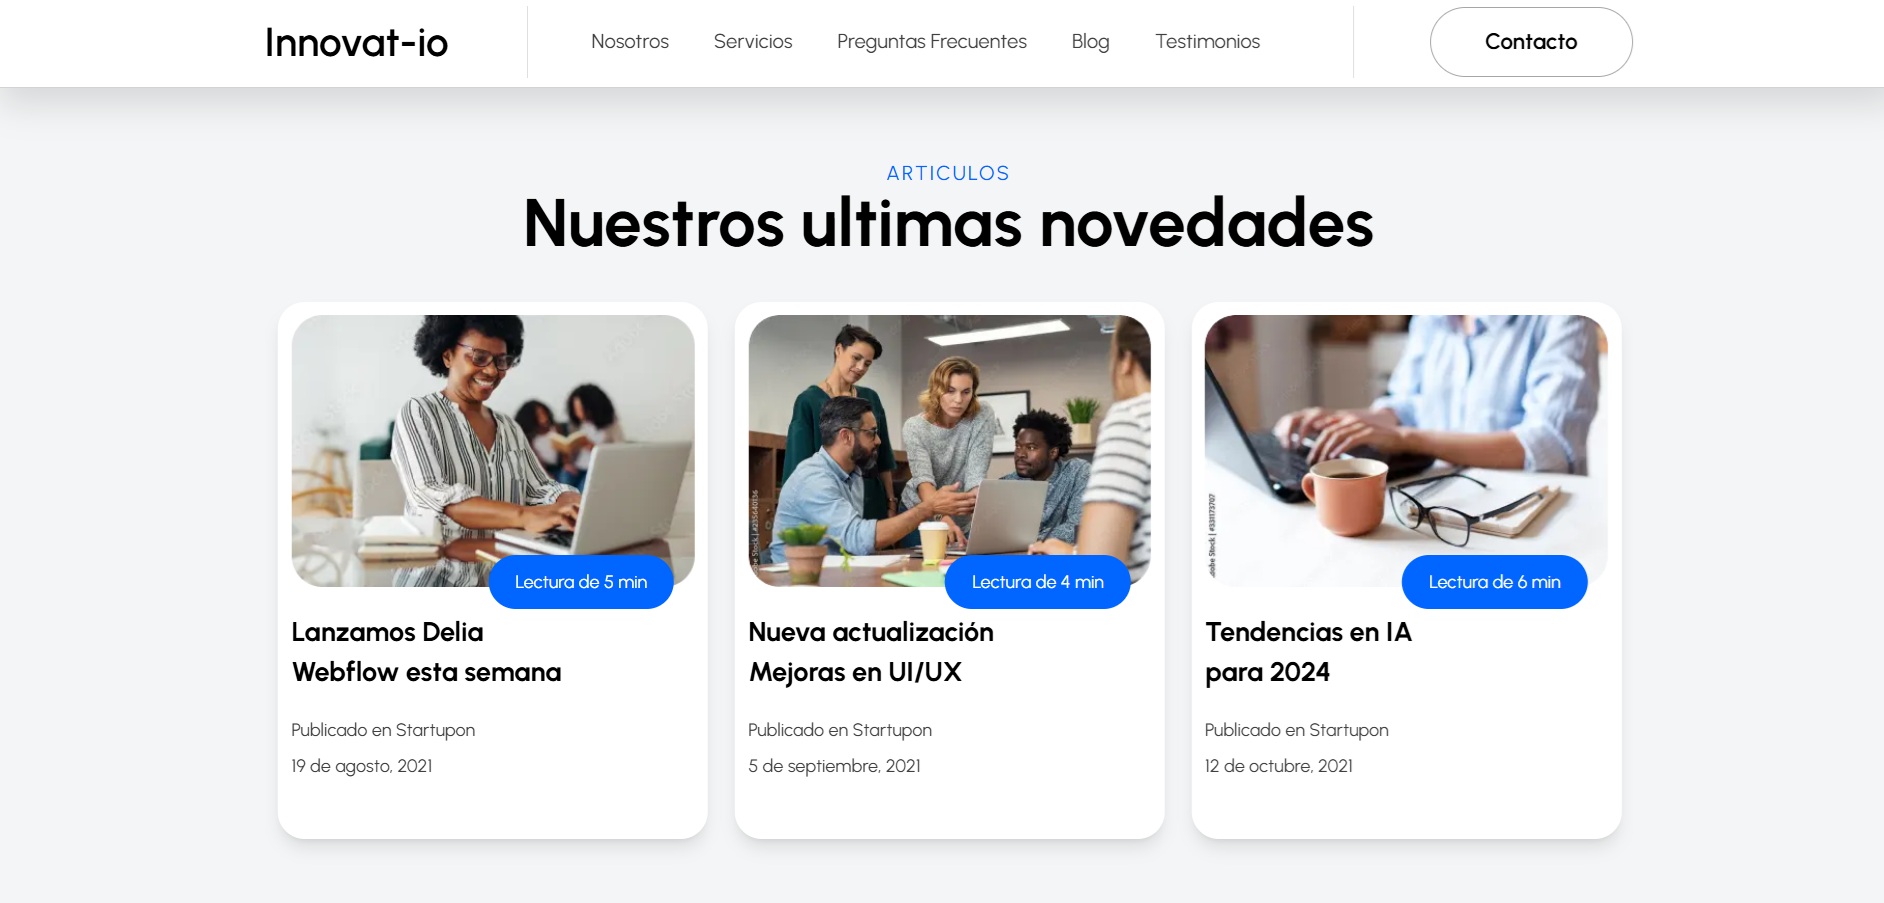 Innovat-io
Nosotros
Servicios
Preguntas Frecuentes
Blog
Testimonios
Contacto
ARTICULOS
Nuestros ultimas novedades
Lectura de 5 min
Lanzamos Delia
Webflow esta semana
Publicado en Startupon
19 de agosto, 2021
Lectura de 4 min
Nueva actualización
Mejoras en UI/UX
Publicado en Startupon
5 de septiembre, 2021
Lectura de 6 min
Tendencias en IA
para 2024
Publicado en Startupon
12 de octubre, 2021